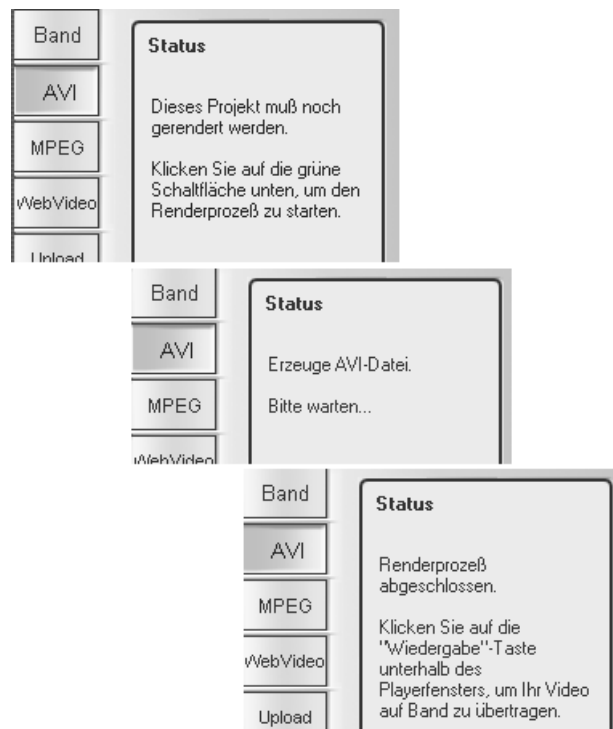 Band
AVI
MPEG
WebVideo
Upload
Status
Dieses Projekt muß noch
gerendert werden.
Klicken Sie auf die grüne
Schaltfläche unten, um den
Renderprozeß zu starten.
Band
AVI
MPEG
WebVideo
Status
Erzeuge AVI-Datei.
Bitte warten...
Band
AVI
MPEG
WebVideo
Upload
Status
Renderprozeß
abgeschlossen.
Klicken Sie auf die
"Wiedergabe"-Taste
unterhalb des
Playerfensters, um Ihr Video
auf Band zu übertragen.